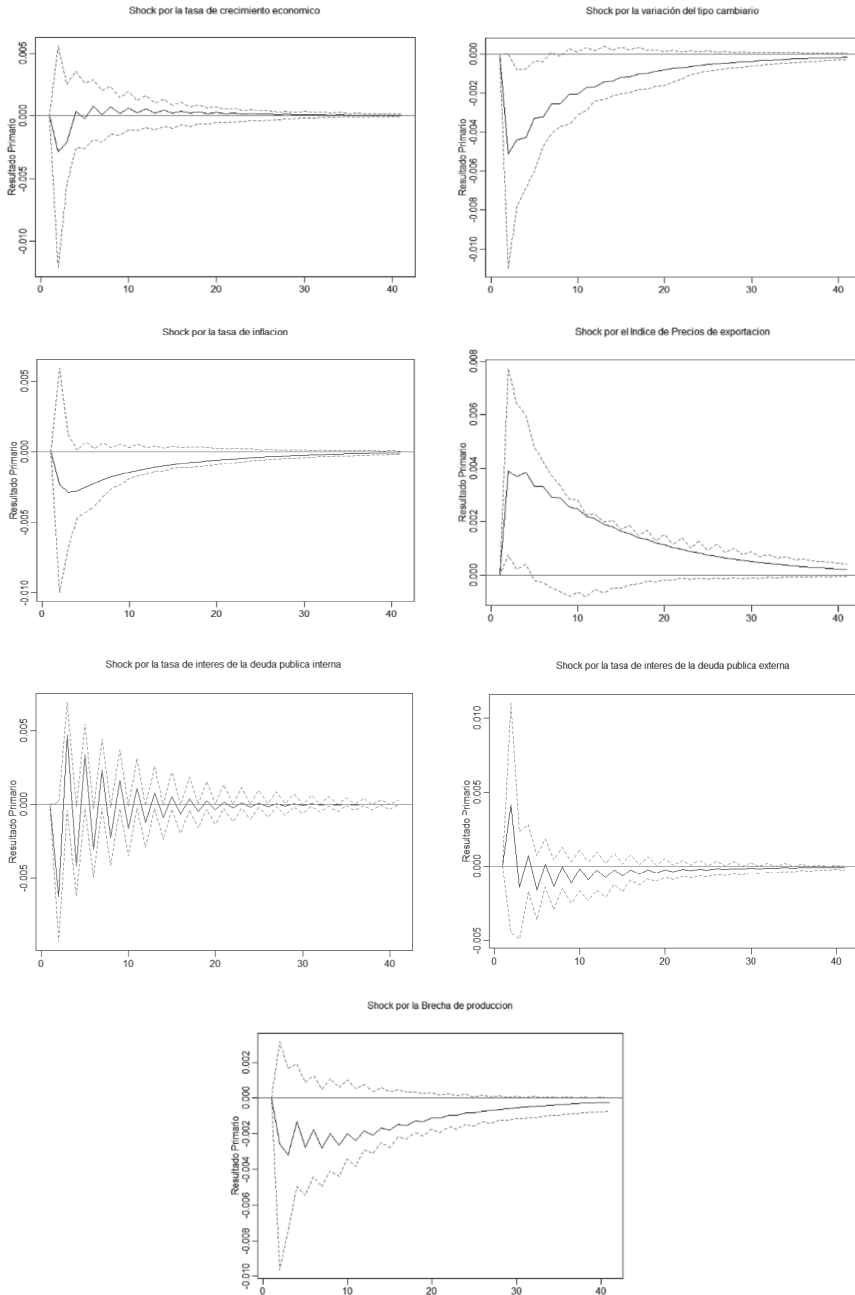 Shock por la tasa de crecimiento economico
Resultado Primario
0.005
0.000
-0.005
-0.010
0 10 20 30 40
Shock por la variación del tipo cambiario
Resultado Primario
0.000
-0.002
-0.004
-0.006
-0.010
0 10 20 30 40
Shock por la tasa de inflacion
Resultado Primario
0.005
0.000
-0.005
-0.010
0 10 20 30 40
Shock por el Indice de Precios de exportacion
Resultado Primario
0.008
0.006
0.004
0.002
0.000
0 10 20 30 40
Shock por la tasa de interes de la deuda publica interna
Resultado Primario
0.005
0.000
-0.005
0 10 20 30 40
Shock por la tasa de interes de la deuda publica externa
Resultado Primario
0.010
0.005
0.000
-0.005
0 10 20 30 40
Shock por la Brecha de produccion
Resultado Primario
0.002
0.000
-0.002
-0.004
-0.006
-0.008
-0.010
0 10 20 30 40